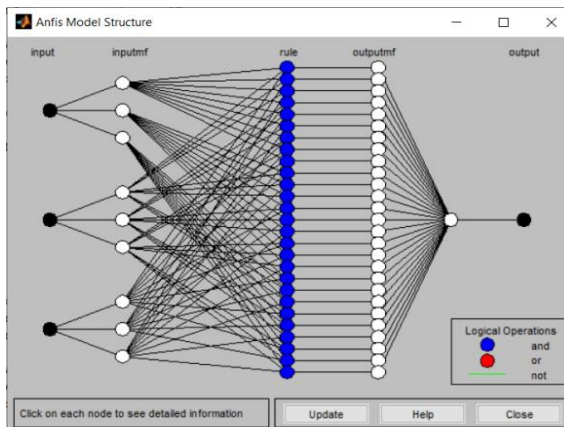 Anfis Model Structure
input inputmf rule outputmf output
Logical Operations
and
or
not
Click on each node to see detailed information
Update Help Close